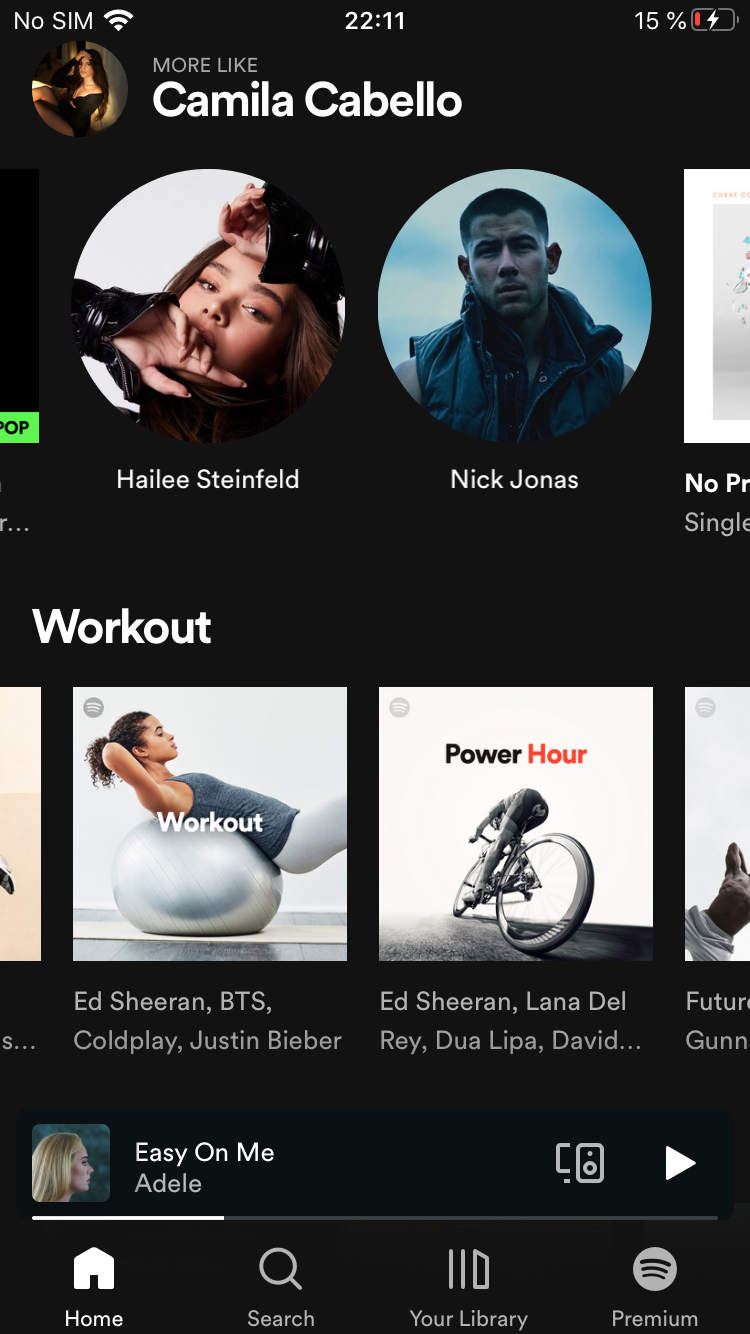 No SIM 22:11 15 %
MORE LIKE
Camila Cabello
POP
Hailee Steinfeld
Nick Jonas
No Pr
Single
r...
Workout
Workout
Power Hour
Ed Sheeran, BTS,
Coldplay, Justin Bieber
Ed Sheeran, Lana Del
Rey, Dua Lipa, David...
Future
Gunn
s...
Easy On Me
Adele
Home
Search
Your Library
Premium